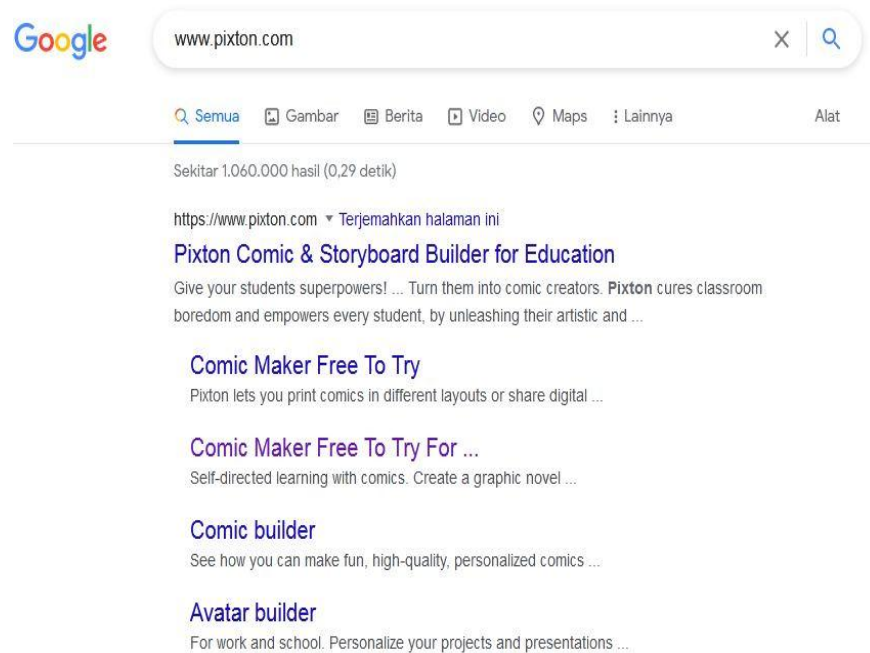 Google
www.pixton.com
Semua Gambar Berita Video Maps Lainnya Alat
Sekitar 1.060.000 hasil (0,29 detik)
https://www.pixton.com Terjemahkan halaman ini
Pixton Comic & Storyboard Builder for Education
Give your students superpowers! ... Turn them into comic creators. Pixton cures classroom
boredom and empowers every student, by unleashing their artistic and ...
Comic Maker Free To Try
Pixton lets you print comics in different layouts or share digital ...
Comic Maker Free To Try For ...
Self-directed learning with comics. Create a graphic novel ...
Comic builder
See how you can make fun, high-quality, personalized comics ...
Avatar builder
For work and school. Personalize your projects and presentations ...